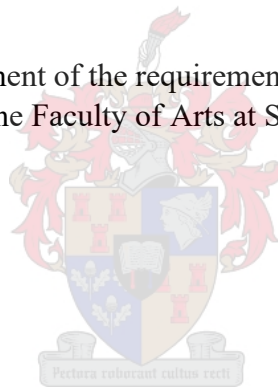 ment of the requiremen
he Faculty of Arts at S
Pectora roborant cultus recti